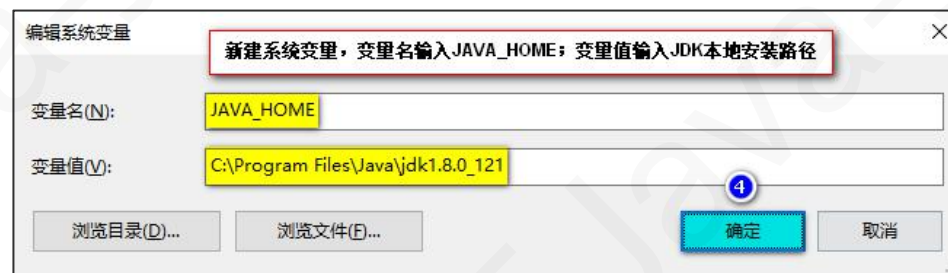 编辑系统变量
新建系统变量，变量名输入JAVA_HOME；变量值输入JDK本地安装路径
变量名(N):
JAVA_HOME
变量值(V):
C:\Program Files\Java\jdk1.8.0_121
4
浏览目录(D)...
浏览文件(F)...
确定
取消